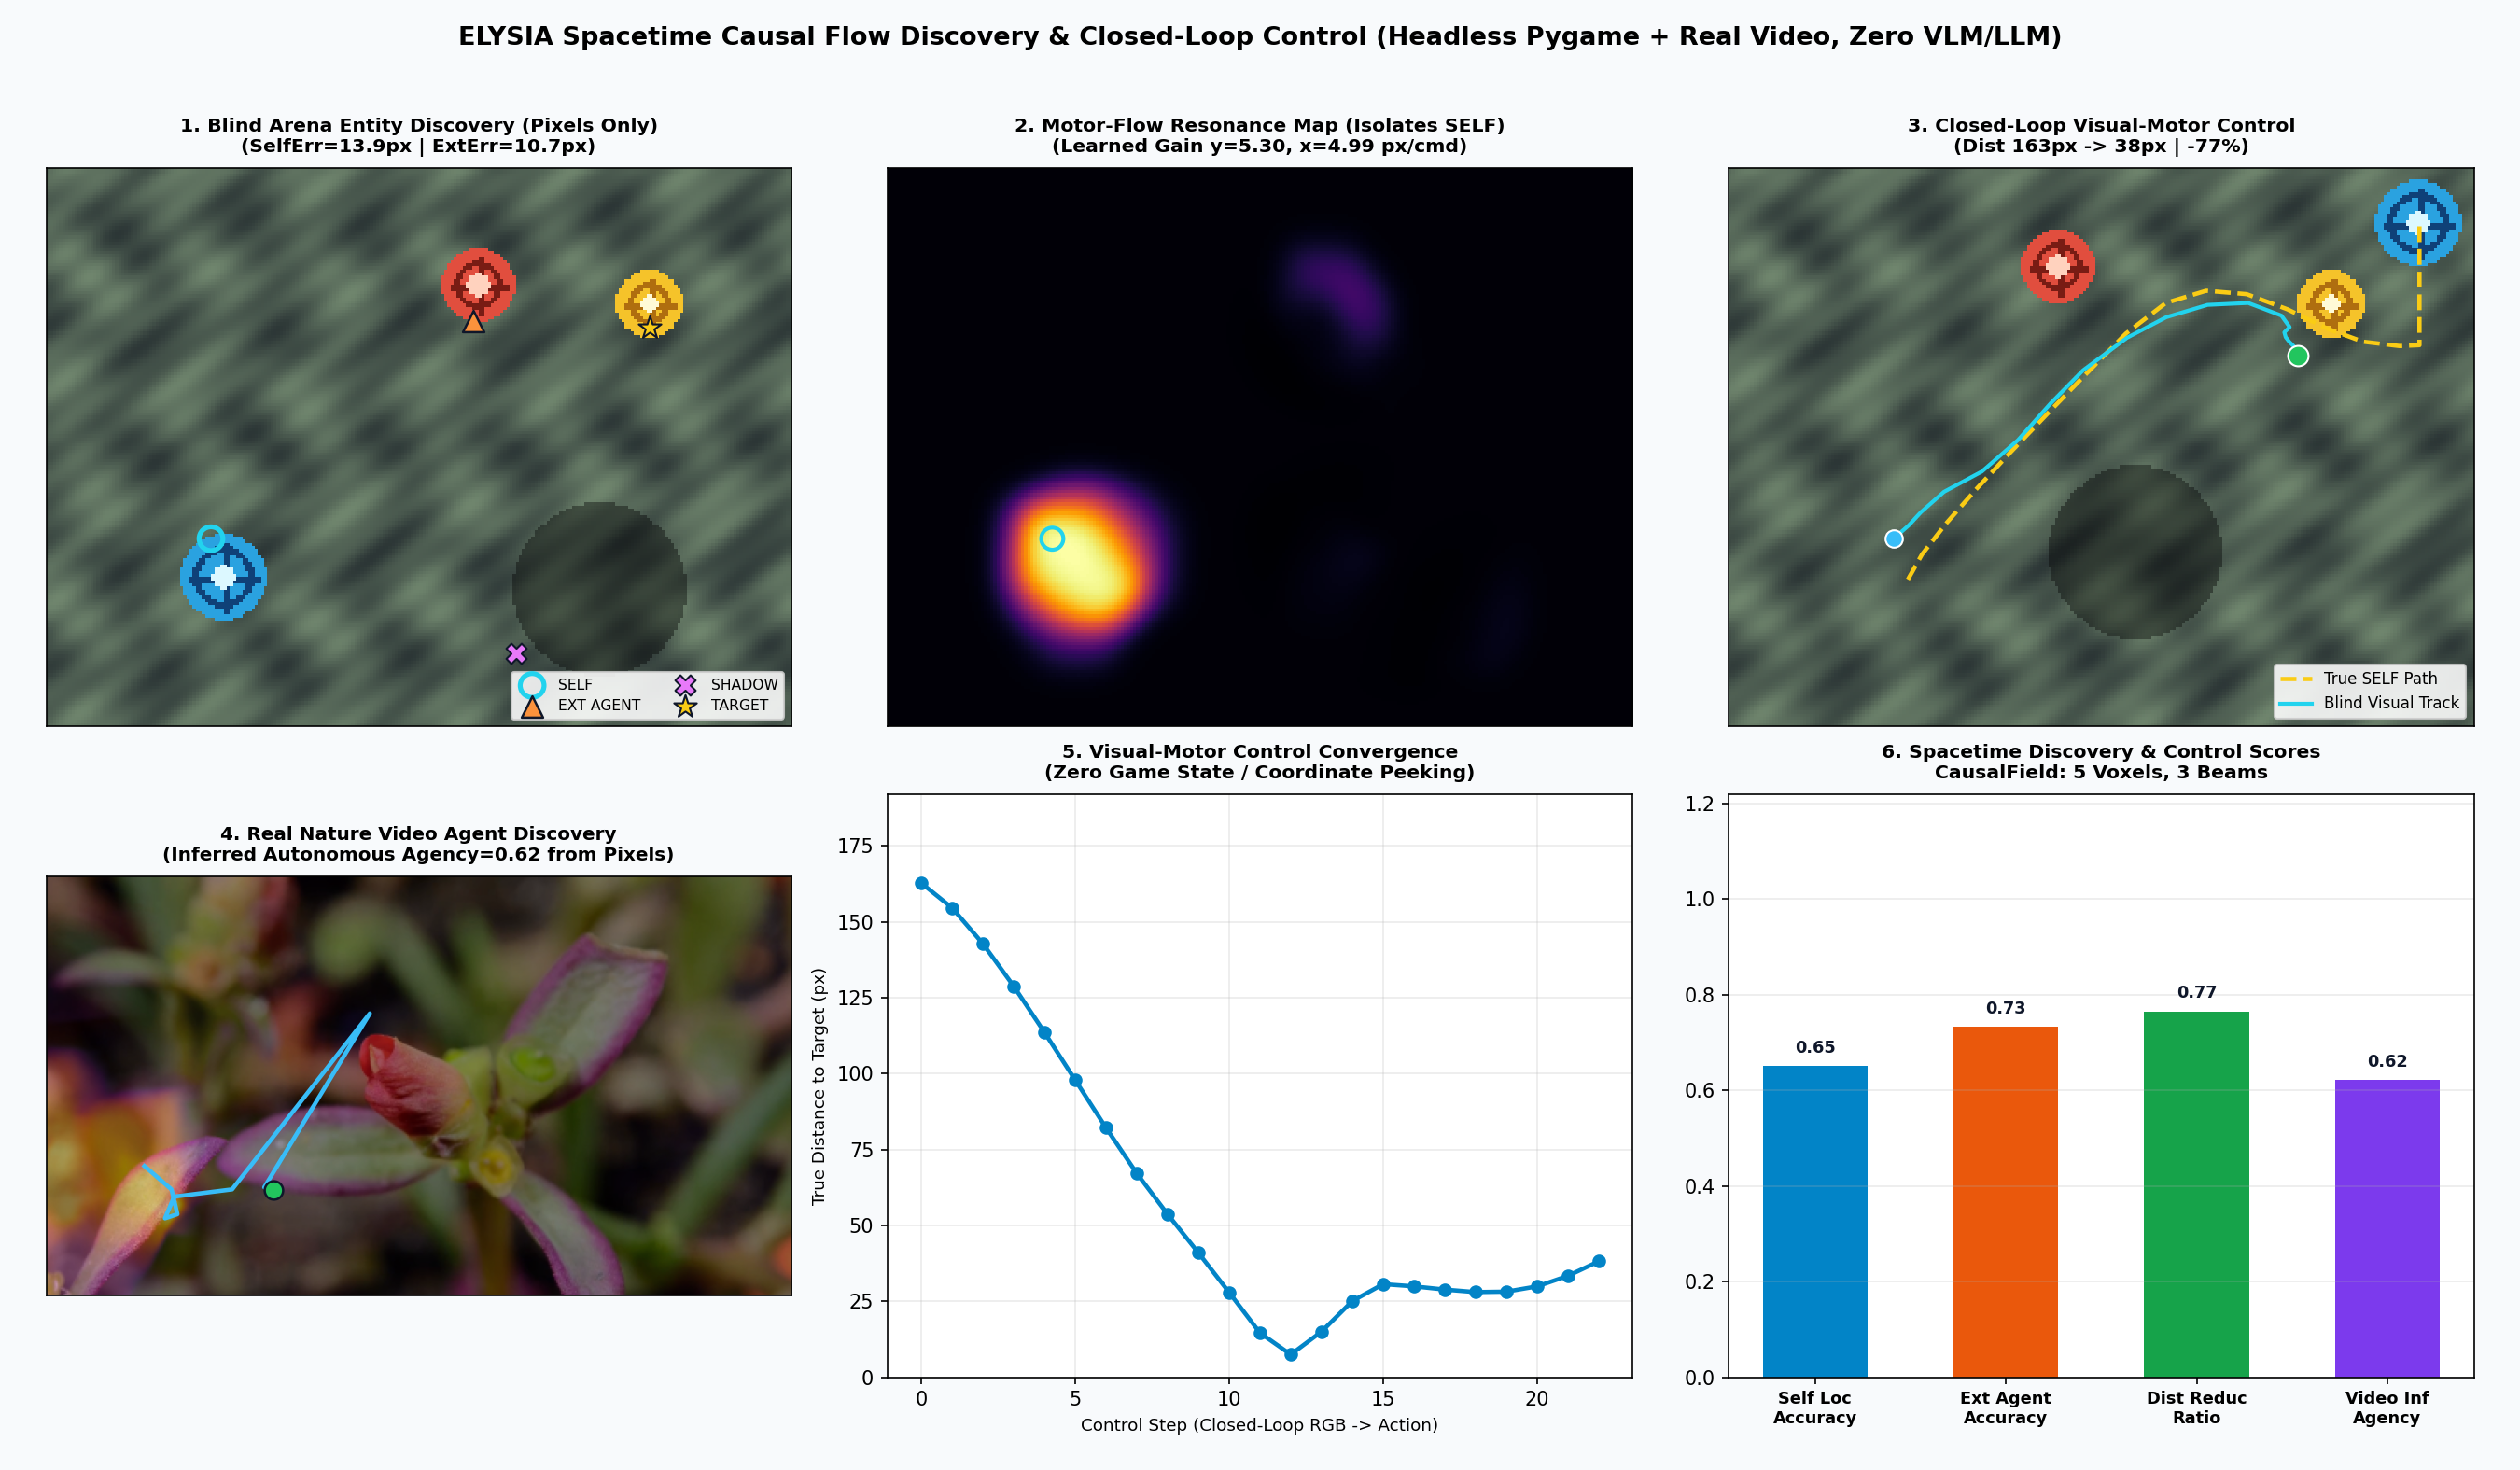 ELYSIA Spacetime Causal Flow Discovery & Closed-Loop Control (Headless Pygame + Real Video, Zero VLM/LLM)
1. Blind Arena Entity Discovery (Pixels Only)
(SelfErr=13.9px | ExtErr=10.7px)
SELF
EXT AGENT
SHADOW
TARGET
2. Motor-Flow Resonance Map (Isolates SELF)
(Learned Gain y=5.30, x=4.99 px/cmd)
3. Closed-Loop Visual-Motor Control
(Dist 163px -> 38px | -77%)
True SELF Path
Blind Visual Track
4. Real Nature Video Agent Discovery
(Inferred Autonomous Agency=0.62 from Pixels)
5. Visual-Motor Control Convergence
(Zero Game State / Coordinate Peeking)
True Distance to Target (px)
175
150
125
100
75
50
25
0
0 5 10 15 20
Control Step (Closed-Loop RGB -> Action)
6. Spacetime Discovery & Control Scores
CausalField: 5 Voxels, 3 Beams
1.2
1.0
0.8
0.6
0.4
0.2
0.0
0.65
0.73
0.77
0.62
Self Loc
Accuracy
Ext Agent
Accuracy
Dist Reduc
Ratio
Video Inf
Agency